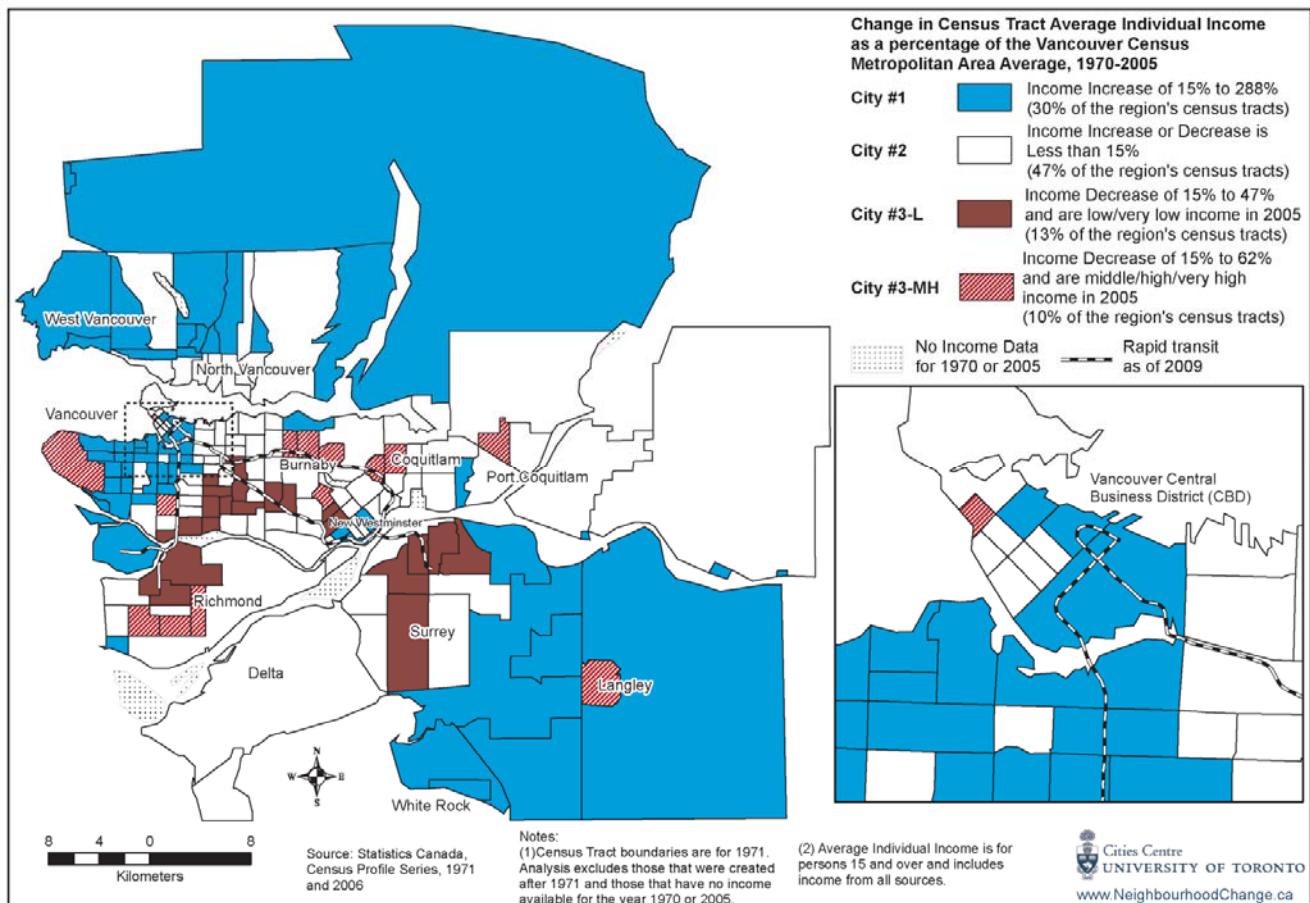 Change in Census Tract Average Individual Income
as a percentage of the Vancouver Census
Metropolitan Area Average, 1970-2005
City #1
Income Increase of 15% to 288%
(30% of the region's census tracts)
City #2
Income Increase or Decrease is
Less than 15%
(47% of the region's census tracts)
City #3-L
Income Decrease of 15% to 47%
and are low/very low income in 2005
(13% of the region's census tracts)
City #3-MH
Income Decrease of 15% to 62%
and are middle/high/very high
income in 2005
(10% of the region's census tracts)
No Income Data
for 1970 or 2005
Rapid transit
as of 2009
West Vancouver
North Vancouver
Vancouver
Burnaby
Coquitlam
Port Coquitlam
New Westminster
Richmond
Surrey
Delta
Langley
White Rock
Vancouver Central
Business District (CBD)
N
W
E
S
8 4 0 8
Kilometers
Source: Statistics Canada,
Census Profile Series, 1971
and 2006
Notes:
(1)Census Tract boundaries are for 1971.
Analysis excludes those that were created
after 1971 and those that have no income
available for the year 1970 or 2005.
(2) Average Individual Income is for
persons 15 and over and includes
income from all sources.
Cities Centre
UNIVERSITY OF TORONTO
www.NeighbourhoodChange.ca